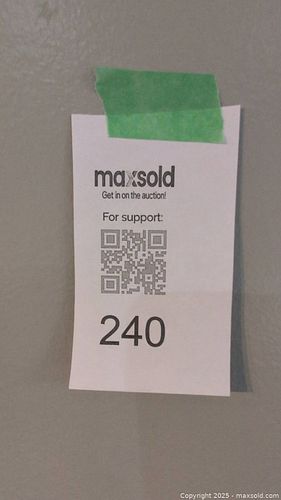 maxsold
Get in on the auction!
For support:
240
Copyright © 2025 - maxsold.com